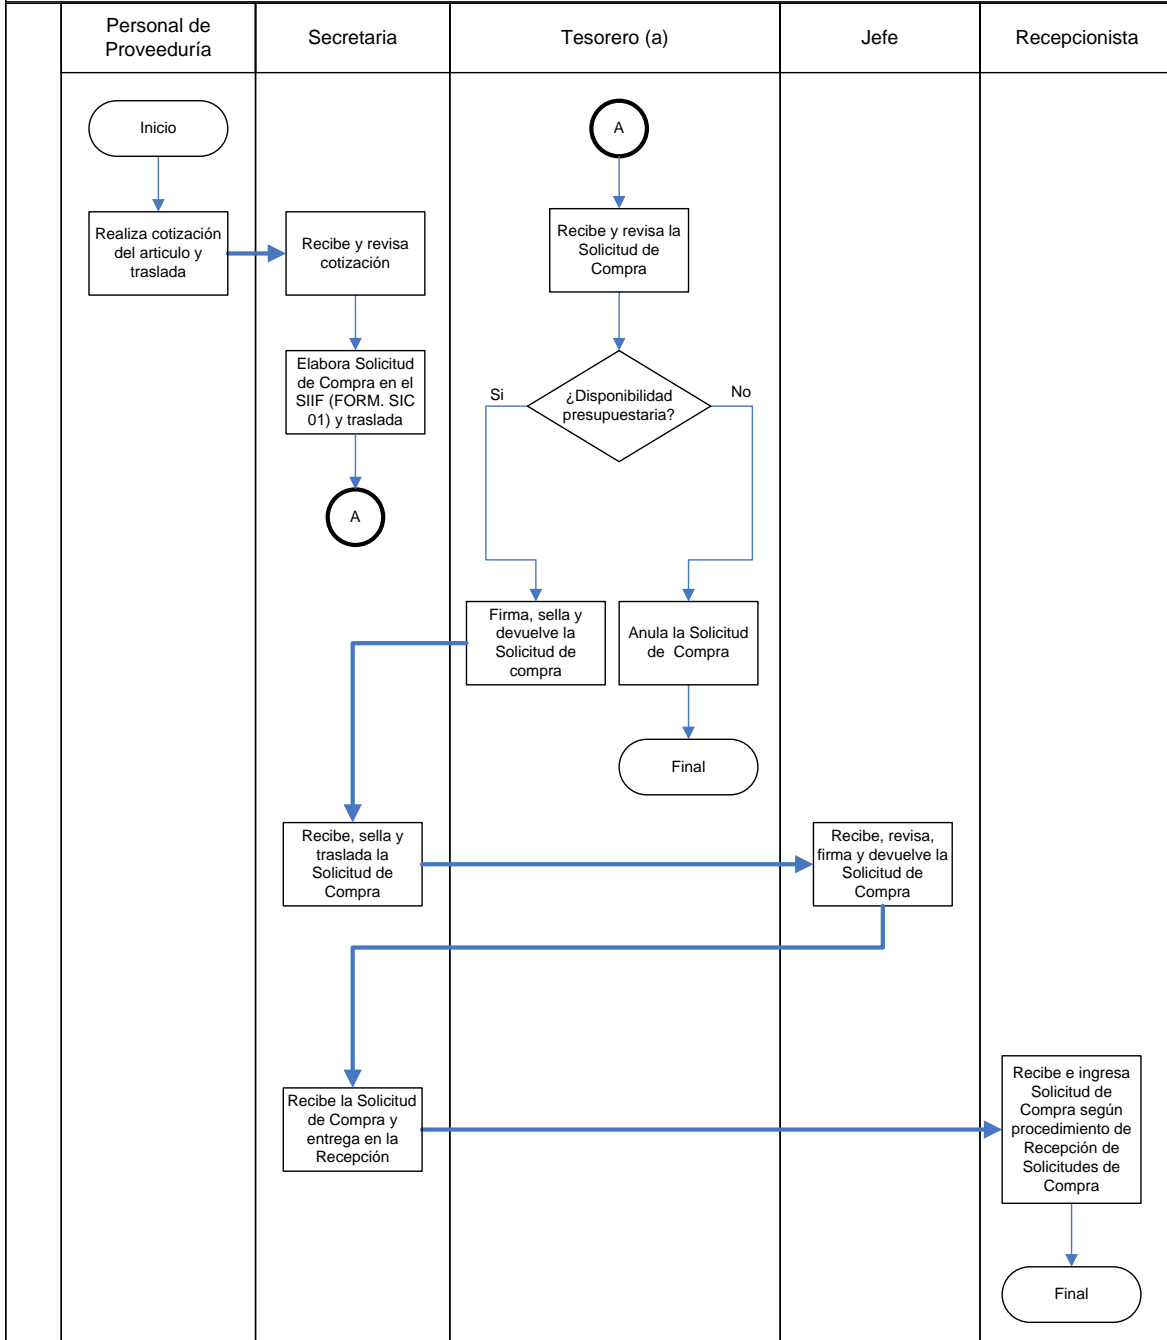 Personal de
Proveeduría
Secretaria
Tesorero (a)
Jefe
Recepcionista
Inicio
A
Realiza cotización
del articulo y
traslada
Recibe y revisa
cotización
Recibe y revisa la
Solicitud de
Compra
Elabora Solicitud
de Compra en el
SIIF (FORM. SIC
01) y traslada
Si
¿Disponibilidad
presupuestaria?
No
A
Firma, sella y
devuelve la
Solicitud de
compra
Anula la Solicitud
de Compra
Final
Recibe, sella y
traslada la
Solicitud de
Compra
Recibe, revisa,
firma y devuelve la
Solicitud de
Compra
Recibe la Solicitud
de Compra y
entrega en la
Recepción
Recibe e ingresa
Solicitud de
Compra según
procedimiento de
Recepción de
Solicitudes de
Compra
Final